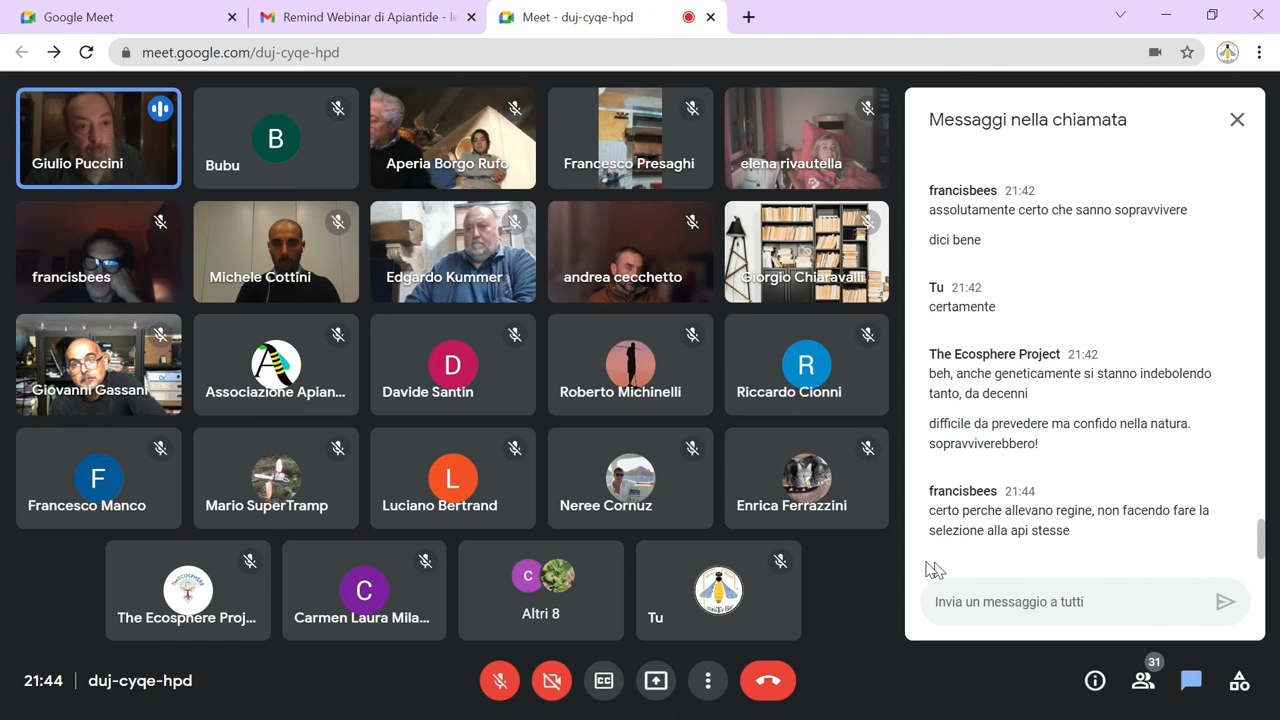 Google Meet
Remind Webinar di Apiantide - le
Meet - duj-cyqe-hpd
meet.google.com/duj-cyqe-hpd
Giulio Puccini
B
Bubu
Aperia Borgo Rufo
Francesco Presaghi
elena rivautella
francisbees
Michele Cottini
Edgardo Kummer
andrea cecchetto
Giorgio Chiaravalli
Giovanni Gassani
Associazione Apian...
D
Davide Santin
Roberto Michinelli
R
Riccardo Cionni
F
Francesco Manco
Mario SuperTramp
L
Luciano Bertrand
Neree Cornuz
Enrica Ferrazzini
The Ecosphere Proj...
C
Carmen Laura Mila...
C
Altri 8
Tu
Messaggi nella chiamata
francisbees 21:42
assolutamente certo che sanno sopravvivere
dici bene
Tu 21:42
certamente
The Ecosphere Project 21:42
beh, anche geneticamente si stanno indebolendo
tanto, da decenni
difficile da prevedere ma confido nella natura.
sopravviverebbero!
francisbees 21:44
certo perche allevano regine, non facendo fare la
selezione alla api stesse
Invia un messaggio a tutti
21:44 duj-cyqe-hpd
31